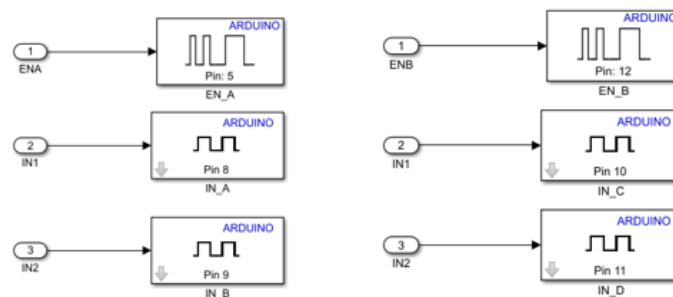 ARDUINO
1
ENA
Pin: 5
EN_A
ARDUINO
2
IN1
Pin 8
IN_A
ARDUINO
3
IN2
Pin 9
IN_B
ARDUINO
1
ENB
Pin: 12
EN_B
ARDUINO
2
IN1
Pin 10
IN_C
ARDUINO
3
IN2
Pin 11
IN_D